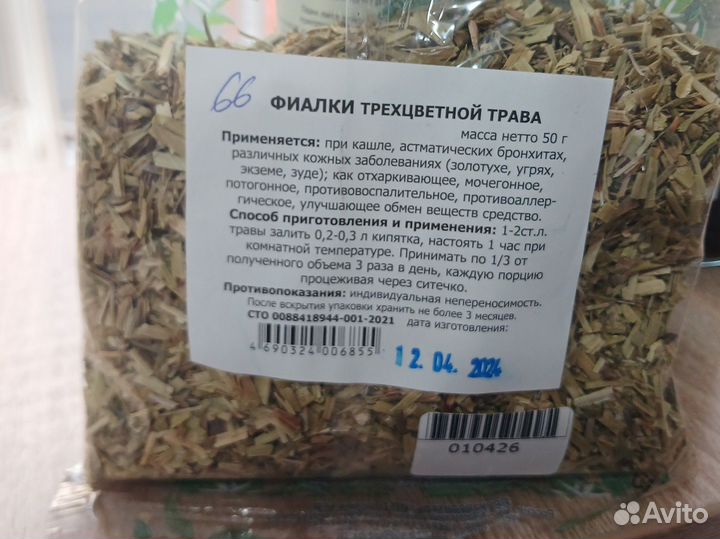 66 ФИАЛКИ ТРЕХЦВЕТНОЙ ТРАВА
масса нетто 50 г
Применяется: при кашле, астматических бронхитах,
различных кожных заболеваниях (золотухе, угрях,
экземе, зуде); как отхаркивающее, мочегонное,
потогонное, противовоспалительное, противоаллер-
гическое, улучшающее обмен веществ средство.
Способ приготовления и применения: 1-2ст.л.
травы залить 0,2-0,3 л кипятка, настоять 1 час при
комнатной температуре. Принимать по 1/3 от
полученного объема 3 раза в день, каждую порцию
процеживая через ситечко.
Противопоказания: индивидуальная непереносимость.
После вскрытия упаковки хранить не более 3 месяцев.
СТО 0088418944-001-2021 дата изготовления:
4 690324 006855
12.04.2024
010426
Avito